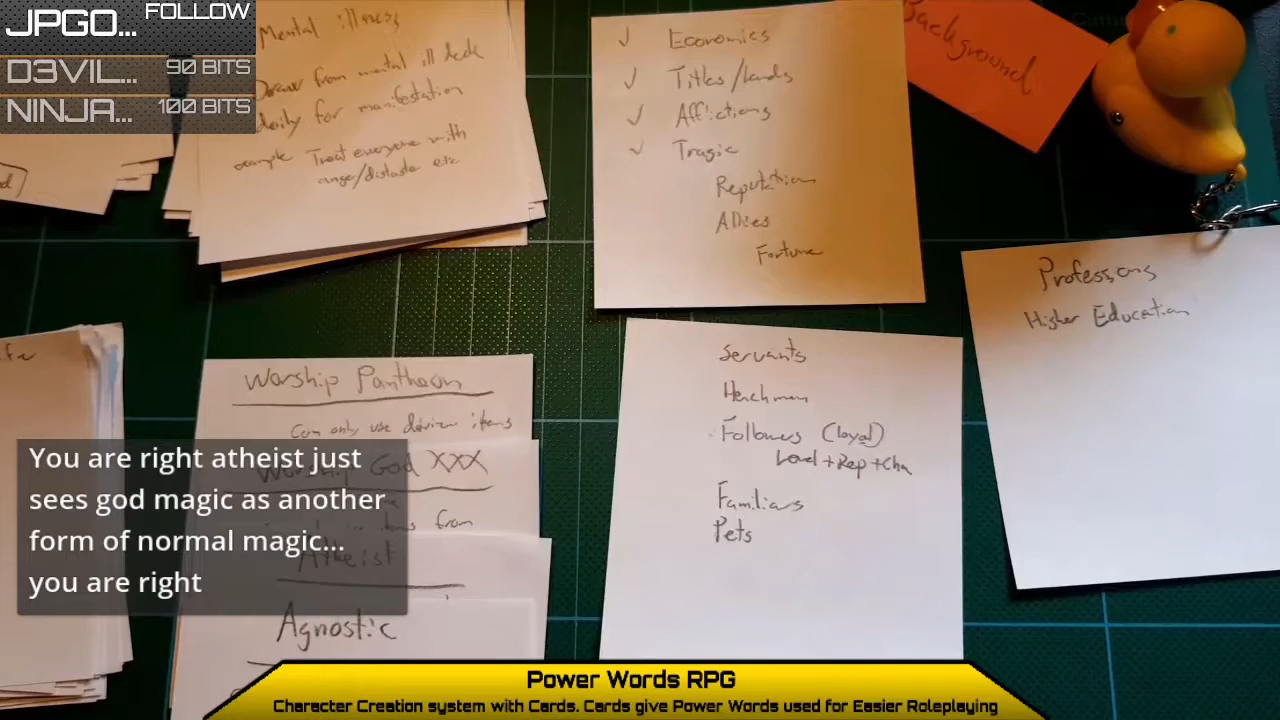 JPGO...
FOLLOW
D3VIL...
90 BITS
NINJA...
100 BITS
Mental illness
Draw from mental ill deck
daily for manifestation
example Treat everyone with
anger/distaste etc
✓ Economics
✓ Titles/Lands
✓ Afflictions
✓ Tragic
Reputation
Allies
Fortune
Background
Professions
Higher Education
Servants
Henchmen
Followers (loyal)
Level+Rep+Cha
Familiars
Pets
Worship Pantheon
Can only use divine items
Worship God XXX
items from
Atheist
Agnostic
You are right atheist just
sees god magic as another
form of normal magic...
you are right
Power Words RPG
Character Creation system with Cards. Cards give Power Words used for Easier Roleplaying